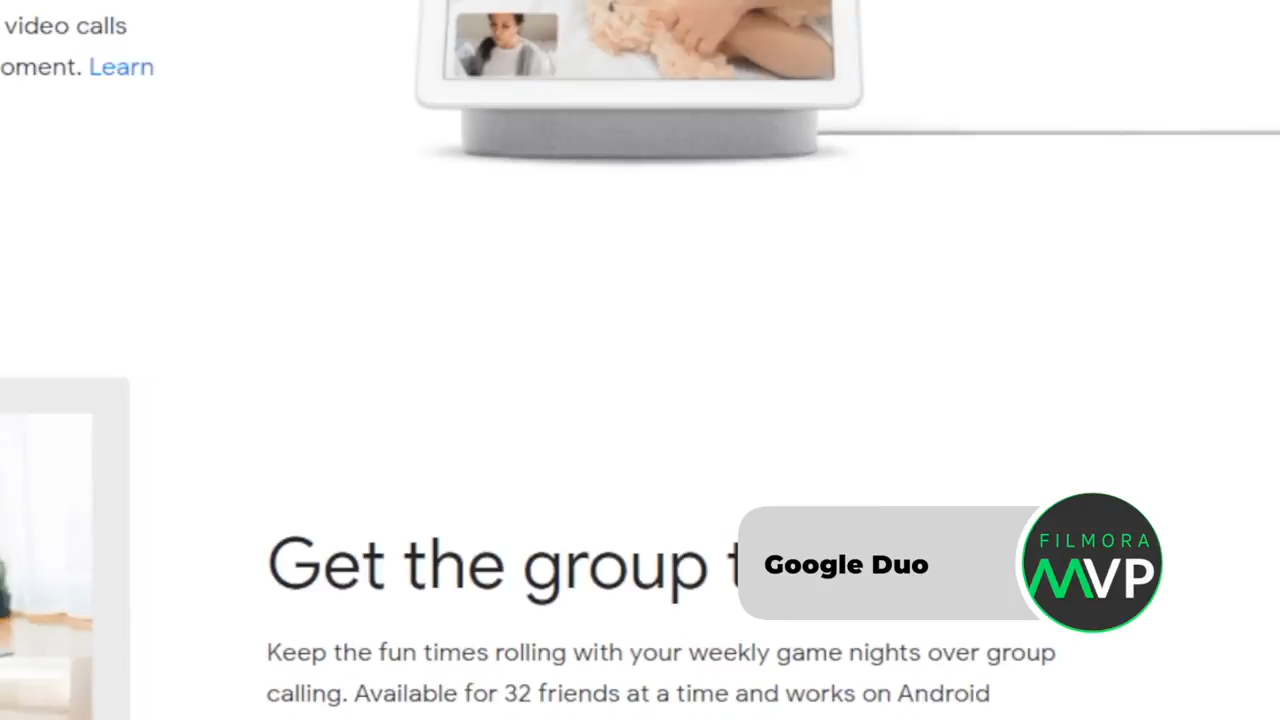 video calls
oment. Learn
Get the group t
Google Duo
FILMORA
MVP
Keep the fun times rolling with your weekly game nights over group
calling. Available for 32 friends at a time and works on Android